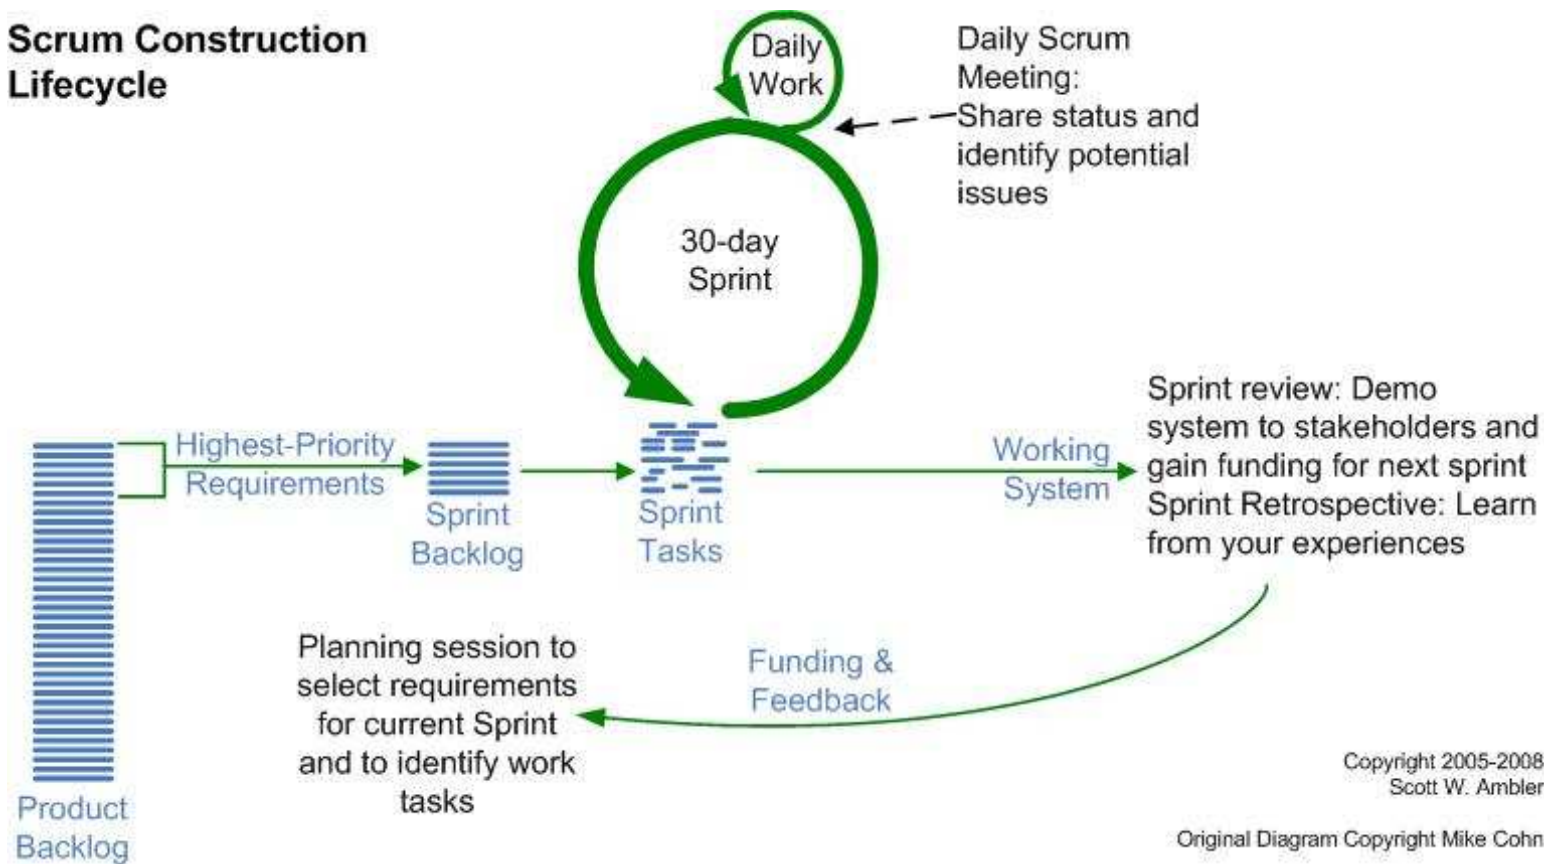 Scrum Construction
Lifecycle
Daily
Work
Daily Scrum
Meeting:
Share status and
identify potential
issues
30-day
Sprint
Highest-Priority
Requirements
Sprint
Backlog
Sprint
Tasks
Working
System
Sprint review: Demo
system to stakeholders and
gain funding for next sprint
Sprint Retrospective: Learn
from your experiences
Planning session to
select requirements
for current Sprint
and to identify work
tasks
Funding &
Feedback
Product
Backlog
Copyright 2005-2008
Scott W. Ambler
Original Diagram Copyright Mike Cohn